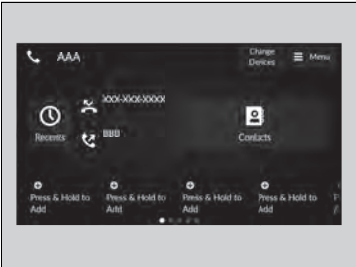 AAA
Change
Devices
Menu
XXX-XXX-XXXX
BBB
Recents
Contacts
Press & Hold to
Add
Press & Hold to
Add
Press & Hold to
Add
Press & Hold to
Add